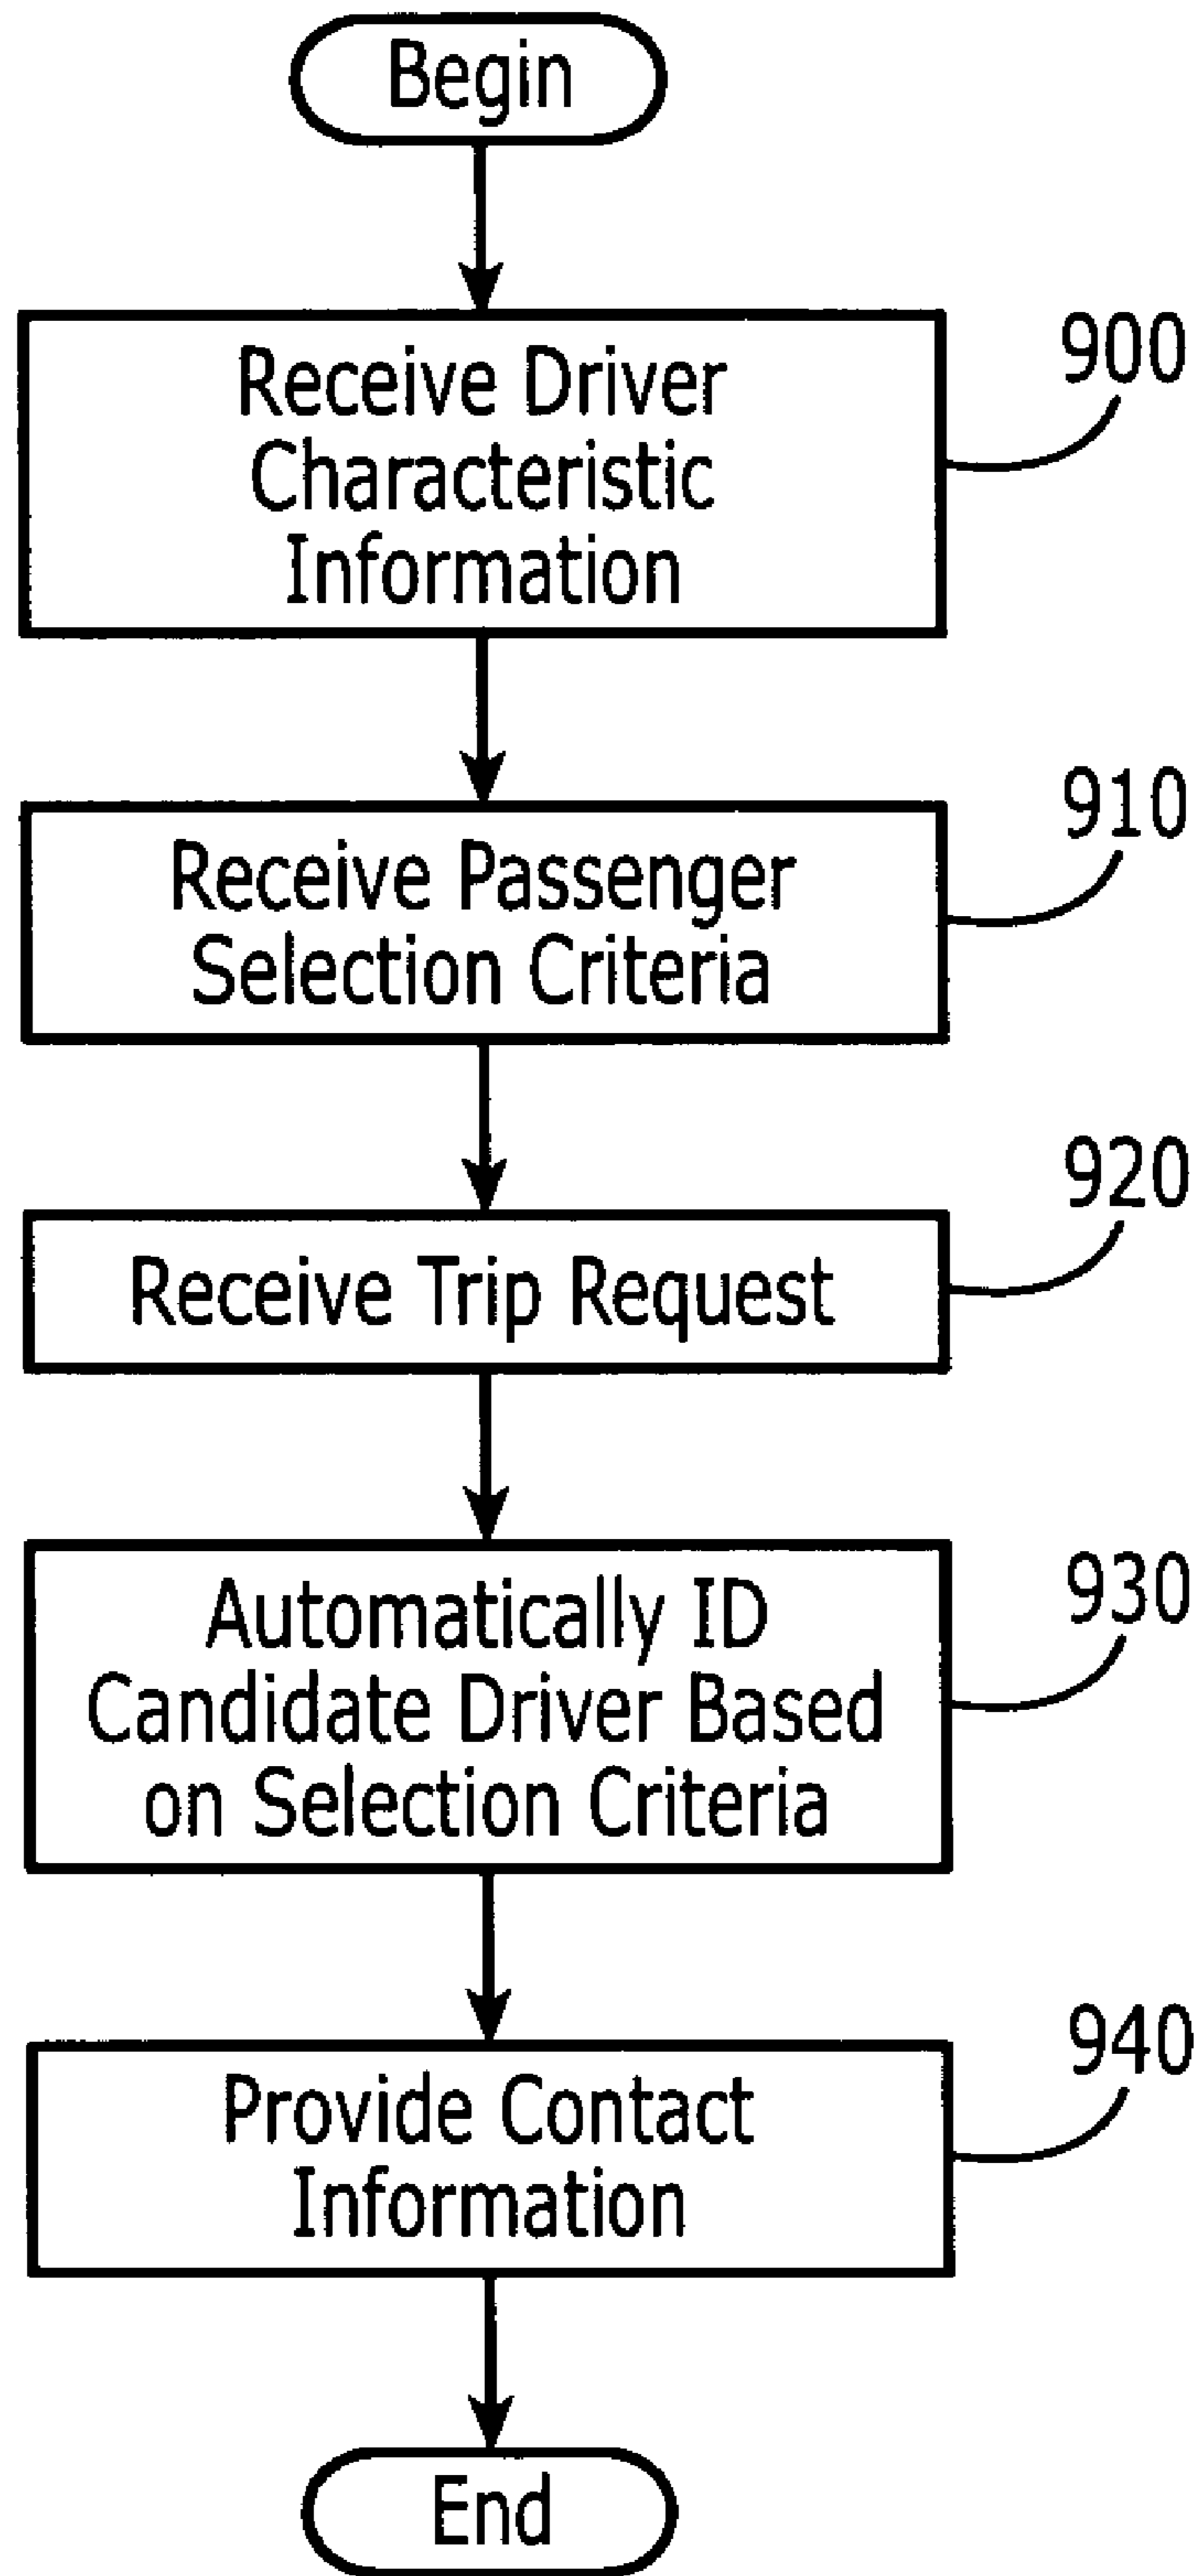 Begin
Receive Driver
Characteristic
Information
900
Receive Passenger
Selection Criteria
910
Receive Trip Request
920
Automatically ID
Candidate Driver Based
on Selection Criteria
930
Provide Contact
Information
940
End